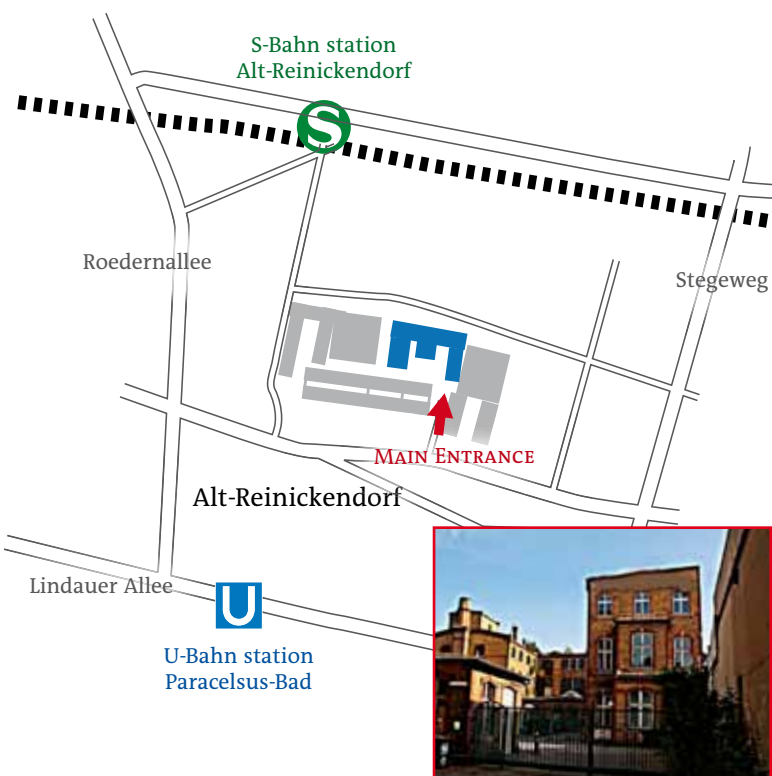 S-Bahn station
Alt-Reinickendorf
S
Roedernallee
Stegeweg
MAIN ENTRANCE
Alt-Reinickendorf
Lindauer Allee
U
U-Bahn station
Paracelsus-Bad